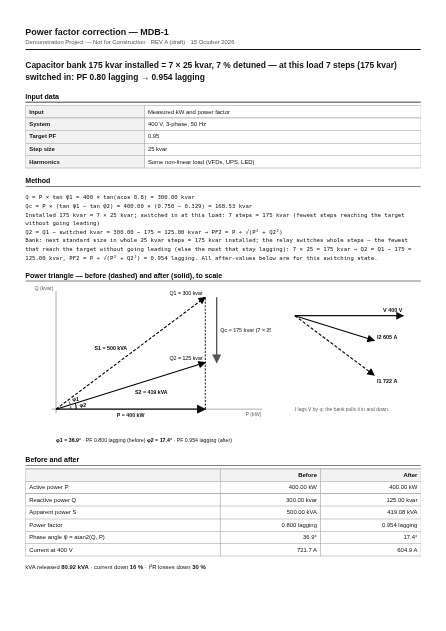 Power factor correction — MDB-1
Demonstration Project — Not for Construction · REV A (draft) · 15 October 2026
Capacitor bank 175 kvar installed = 7 × 25 kvar, 7 % detuned — at this load 7 steps (175 kvar)
switched in: PF 0.80 lagging → 0.954 lagging
Input data
Input Measured kW and power factor
System 400 V, 3-phase, 50 Hz
Target PF 0.95
Step size 25 kvar
Harmonics Some non-linear load (VFDs, UPS, LED)
Method
Q = P × tan φ1 = 400 × tan(acos 0.8) = 300.00 kvar
Qc = P × (tan φ1 − tan φ2) = 400.00 × (0.750 − 0.329) = 168.53 kvar
Installed 175 kvar = 7 × 25 kvar; switched in at this load: 7 steps = 175 kvar (fewest steps reaching the target
without going leading)
Q2 = Q1 − switched kvar = 300.00 − 175 = 125.00 kvar → PF2 = P ÷ √(P² + Q2²)
Bank: next standard size in whole 25 kvar steps = 175 kvar installed; the relay switches whole steps — the fewest
that reach the target without going leading (else the most that stay lagging): 7 × 25 = 175 kvar → Q2 = Q1 − 175 =
125.00 kvar, PF2 = P ÷ √(P² + Q2²) = 0.954 lagging. All after-values below are for this switching state.
Power triangle — before (dashed) and after (solid), to scale
Q (kvar)
Q1 = 300 kvar
S1 = 500 kVA
Qc = 175 kvar (7 × 25
Q2 = 125 kvar
S2 = 419 kVA
φ1
φ2
P = 400 kW
P (kW)
V 400 V
I2 605 A
I1 722 A
I lags V by φ; the bank pulls it in and down.
φ1 = 36.9° · PF 0.800 lagging (before) φ2 = 17.4° · PF 0.954 lagging (after)
Before and after
Before After
Active power P 400.00 kW 400.00 kW
Reactive power Q 300.00 kvar 125.00 kvar
Apparent power S 500.00 kVA 419.08 kVA
Power factor 0.800 lagging 0.954 lagging
Phase angle φ = atan2(Q, P) 36.9° 17.4°
Current at 400 V 721.7 A 604.9 A
kVA released 80.92 kVA · current down 16 % · I²R losses down 30 %